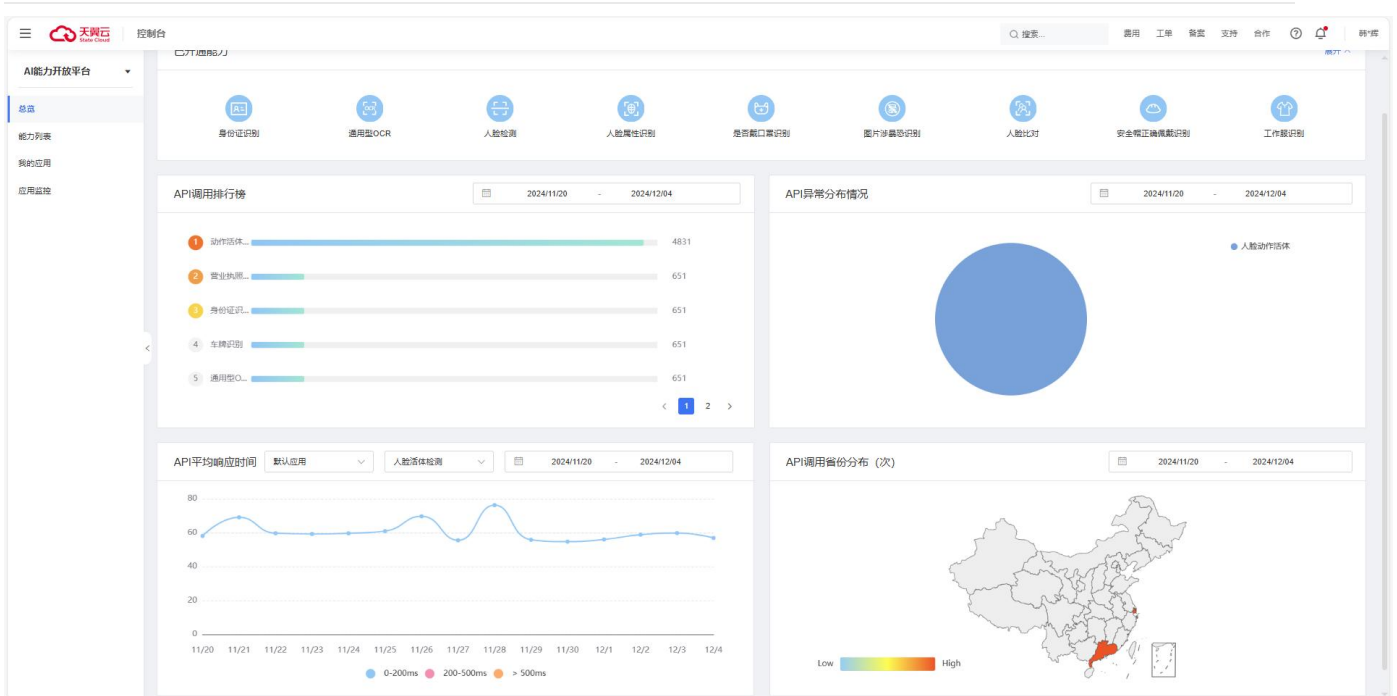 天翼云
State Cloud
控制台
搜索...
费用 工单 备案 支持 合作
韩*辉
AI能力开放平台
总览
能力列表
我的应用
应用监控
已开通能力
展开
身份证识别
通用型OCR
人脸检测
人脸属性识别
是否戴口罩识别
图片涉暴恐识别
人脸比对
安全帽正确佩戴识别
工作服识别
API调用排行榜
2024/11/20 - 2024/12/04
1 动作活体... 4831
2 营业执照... 651
3 身份证识... 651
4 车牌识别 651
5 通用型O... 651
< 1 2 >
API异常分布情况
2024/11/20 - 2024/12/04
人脸动作活体
API平均响应时间
默认应用
人脸活体检测
2024/11/20 - 2024/12/04
80
60
40
20
0
11/20 11/21 11/22 11/23 11/24 11/25 11/26 11/27 11/28 11/29 11/30 12/1 12/2 12/3 12/4
0-200ms 200-500ms > 500ms
API调用省份分布 (次)
2024/11/20 - 2024/12/04
Low High